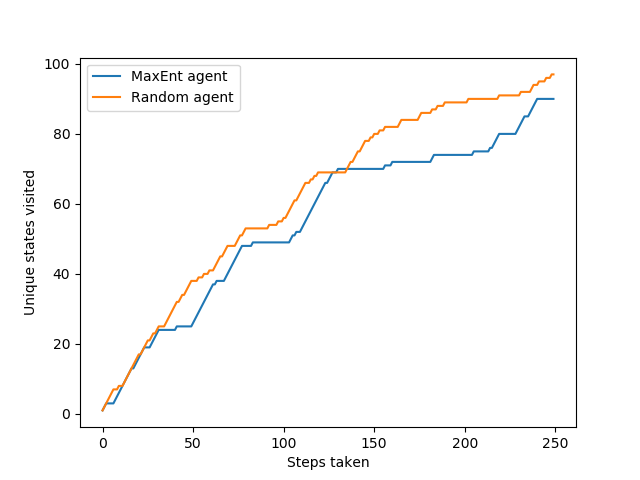 100
80
60
40
20
0
Unique states visited
MaxEnt agent
Random agent
0 50 100 150 200 250
Steps taken